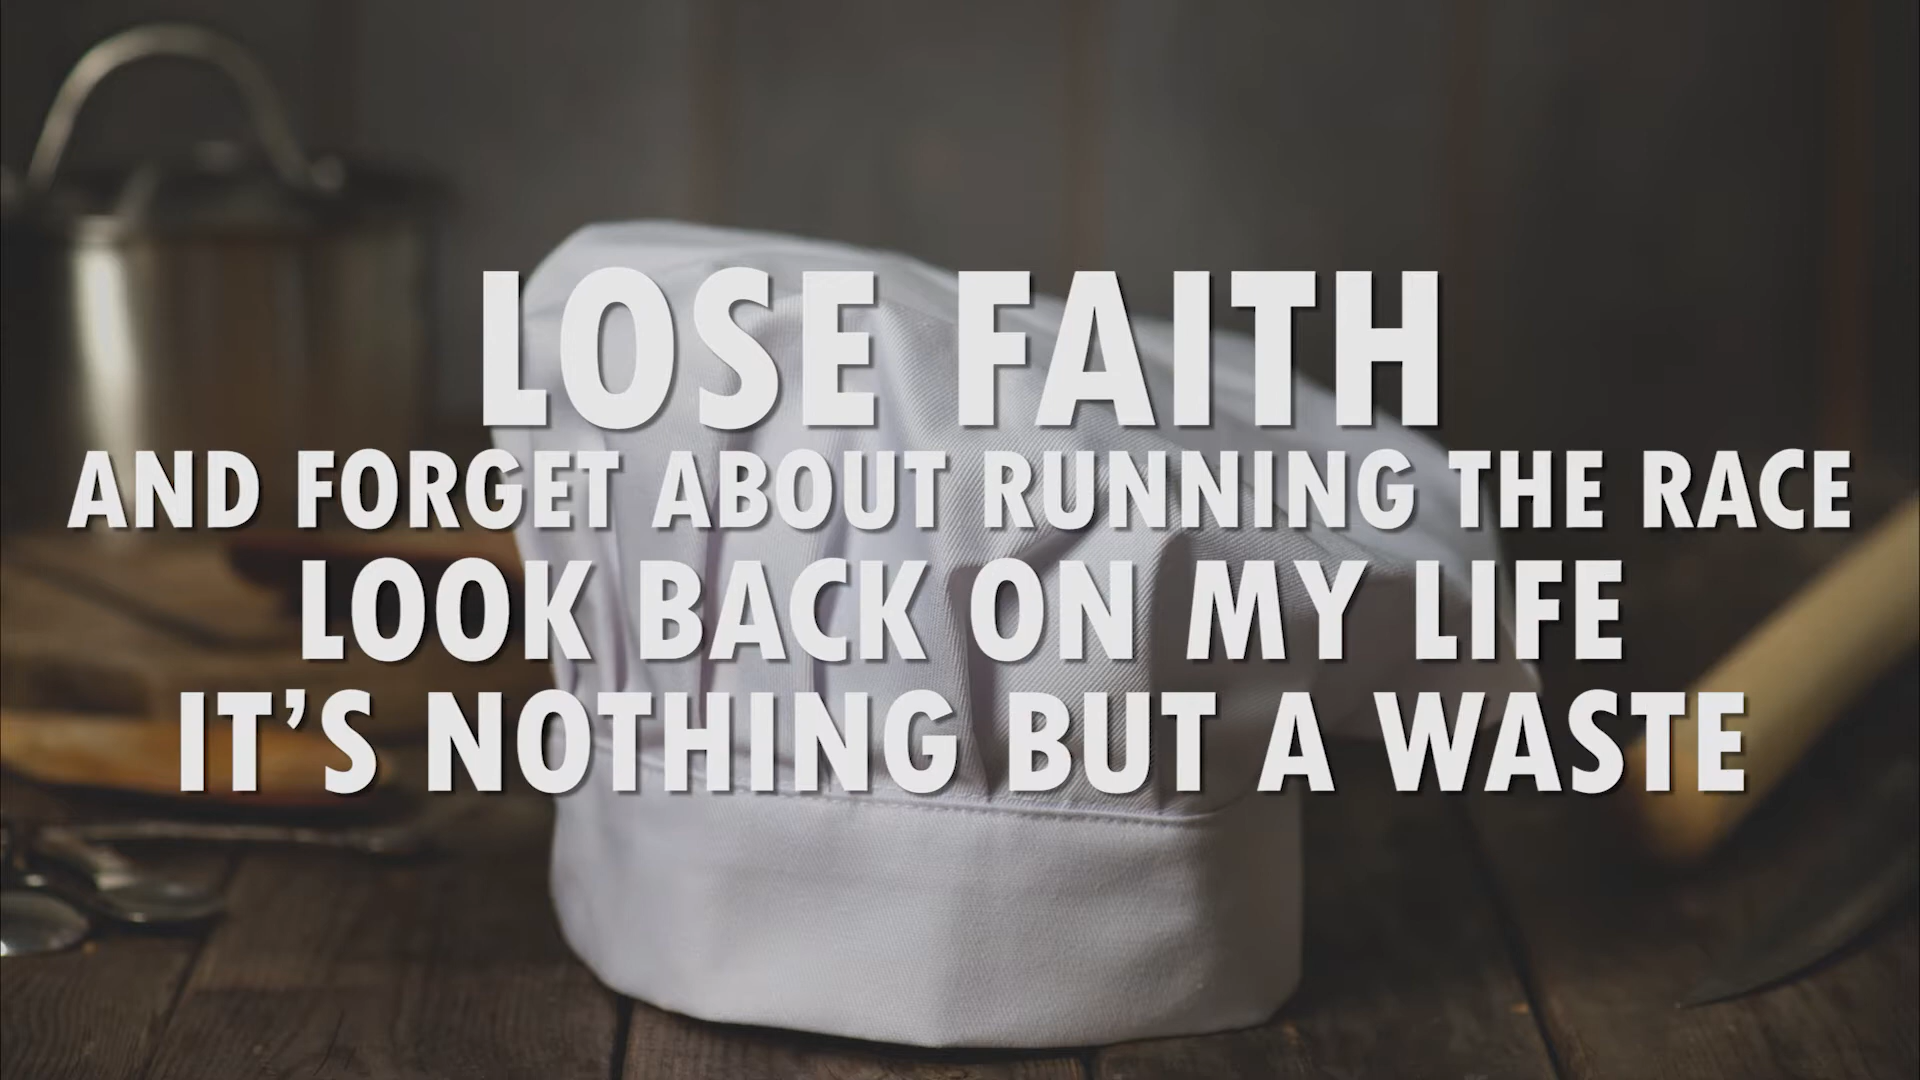 LOSE FAITH
AND FORGET ABOUT RUNNING THE RACE
LOOK BACK ON MY LIFE
IT’S NOTHING BUT A WASTE